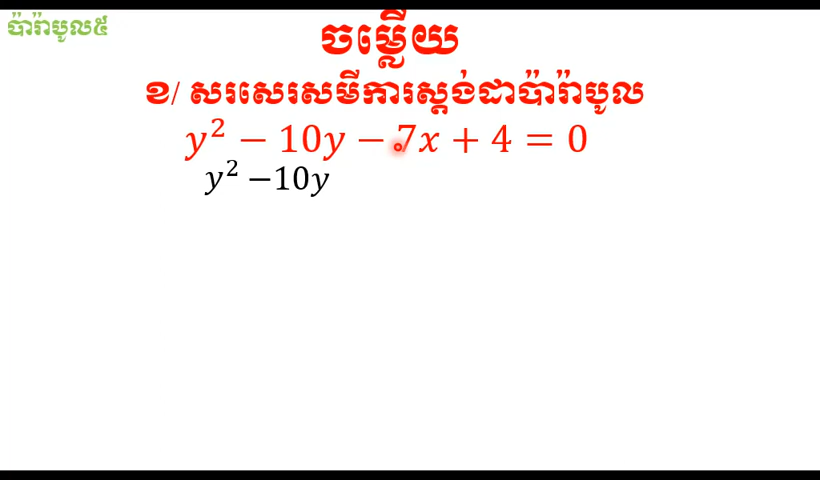 ប៉ារ៉ាបូល៥
ចម្លើយ
ខ/ សរសេរសមីការស្តង់ដាប៉ារ៉ាបូល
y² − 10y − 7x + 4 = 0
y² −10y